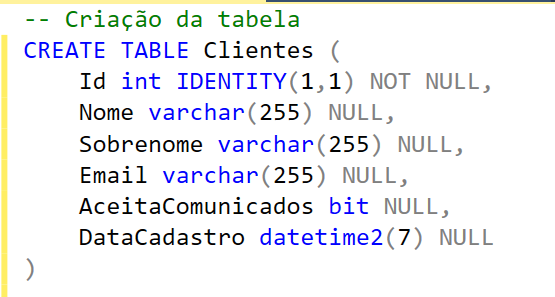 -- Criação da tabela
CREATE TABLE Clientes (
    Id int IDENTITY(1,1) NOT NULL,
    Nome varchar(255) NULL,
    Sobrenome varchar(255) NULL,
    Email varchar(255) NULL,
    AceitaComunicados bit NULL,
    DataCadastro datetime2(7) NULL
)